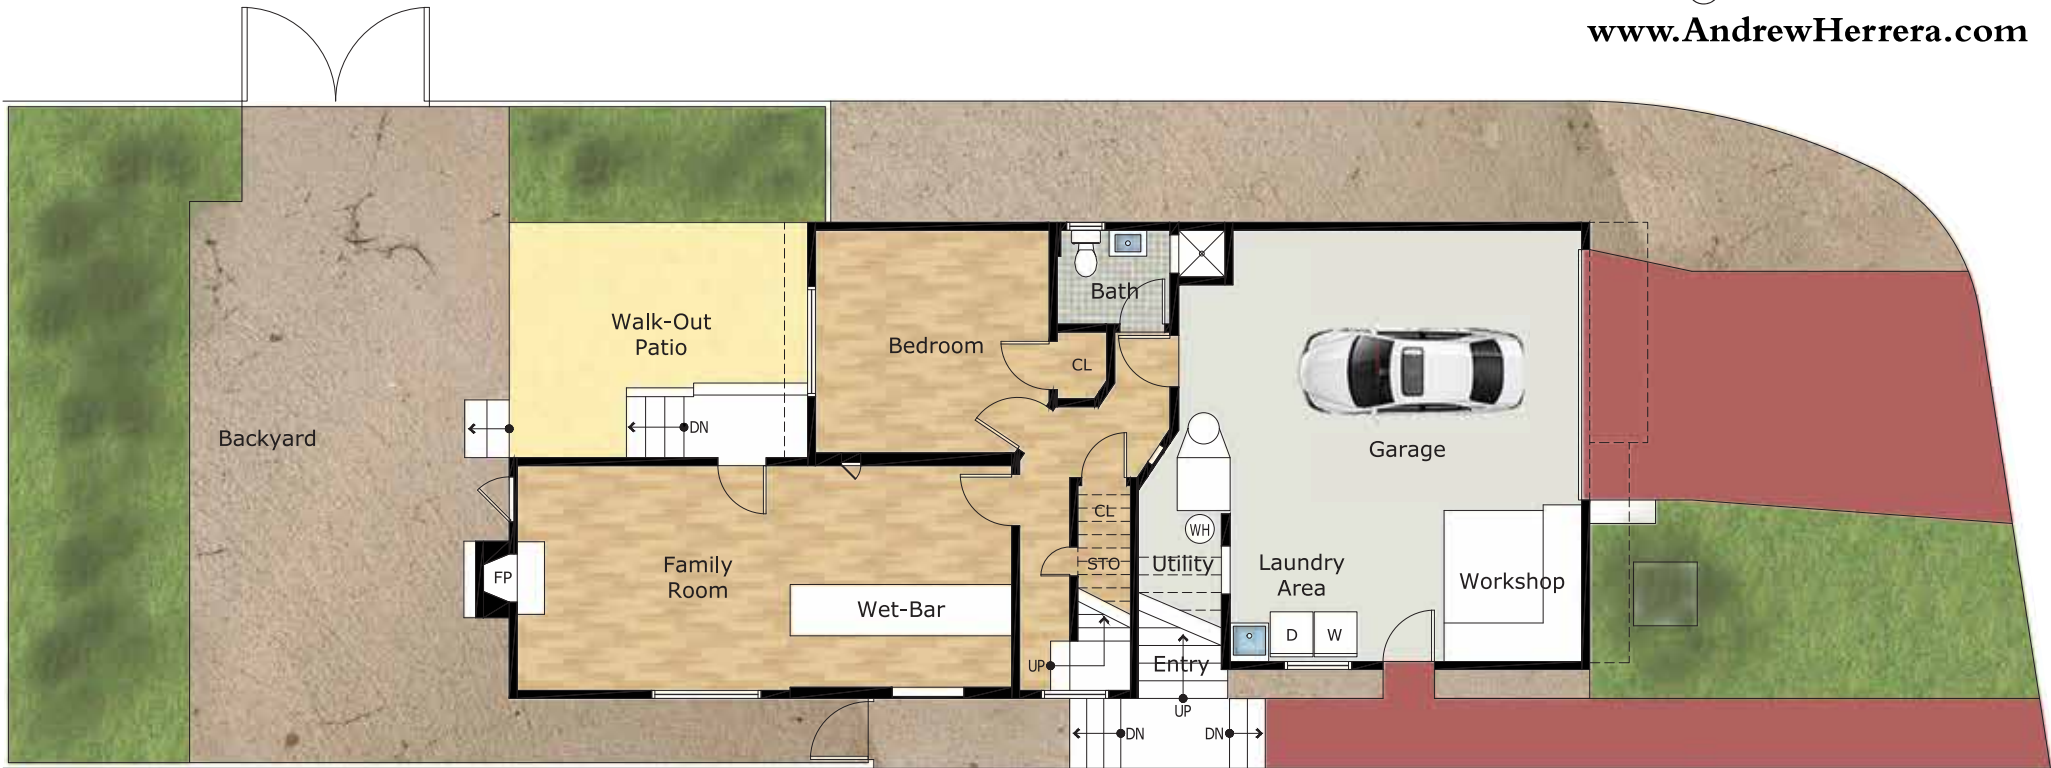 www.AndrewHerrera.com
Walk-Out
Patio
Backyard
DN
Bedroom
Bath
CL
CL
STO
Garage
WH
Utility
Laundry
Area
Workshop
FP
Family
Room
Wet-Bar
D
W
UP
Entry
UP
DN
DN